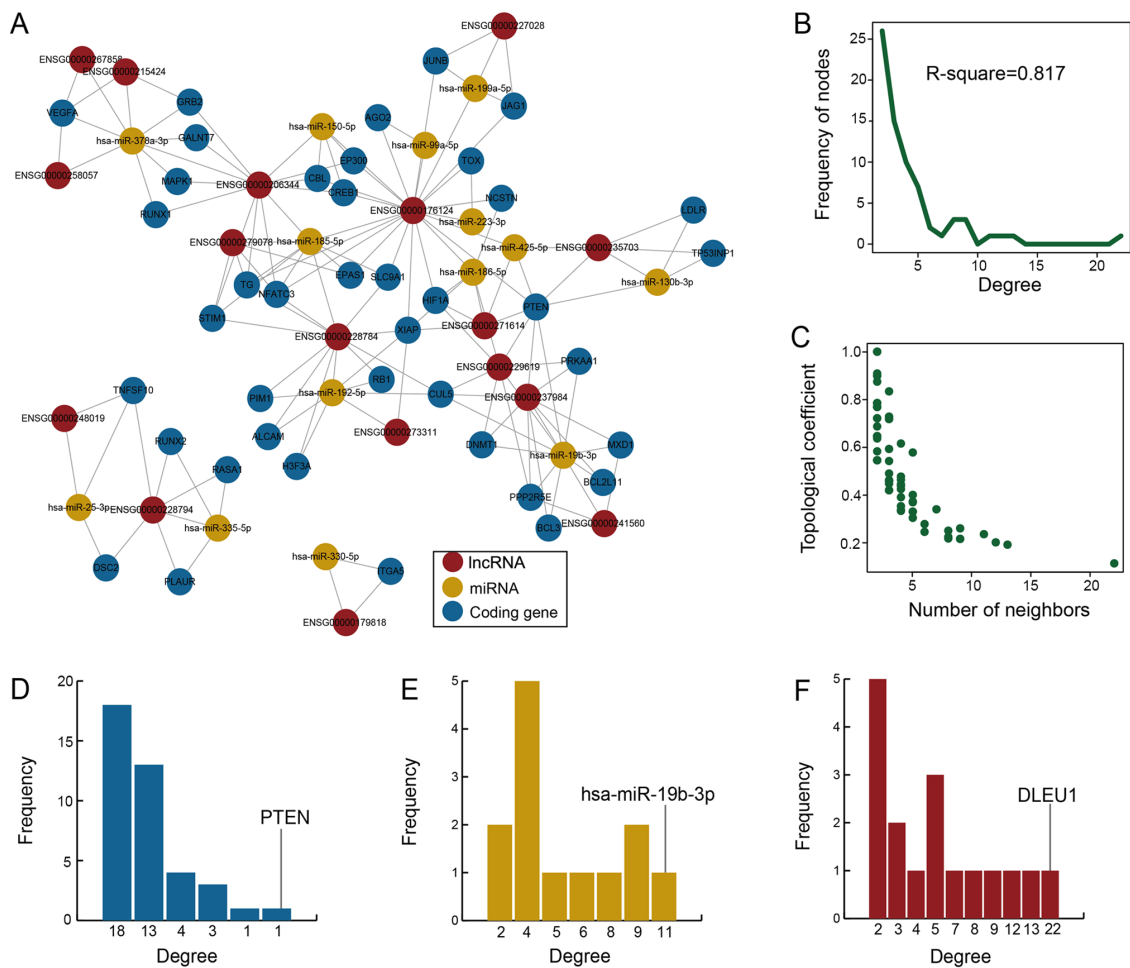 A
ENSG00000227028
ENSG00000267858
ENSG00000215424
JUNB
hsa-miR-199a-5p
VEGFA
GRB2
JAG1
hsa-miR-150-5p
AGO2
hsa-miR-378a-3p
GALNT7
hsa-miR-99a-5p
EP300
TOX
ENSG00000258057
MAPK1
ENSG00000206344
CBL
CREB1
NCSTN
RUNX1
ENSG00000176124
LDLR
hsa-miR-223-3p
ENSG00000279078
hsa-miR-185-5p
hsa-miR-425-5p
ENSG00000235703
TP53INP1
EPAS1
SLC9A1
hsa-miR-186-5p
hsa-miR-130b-3p
TG
NFATC3
HIF1A
PTEN
STIM1
ENSG00000228784
XIAP
ENSG00000271614
ENSG00000229619
PRKAA1
RB1
TNFSF10
PIM1
hsa-miR-192-5p
CUL5
ENSG00000237984
ENSG00000248019
ALCAM
ENSG00000273311
RUNX2
DNMT1
MXD1
hsa-miR-19b-3p
H3F3A
RASA1
BCL2L11
PPP2R5E
hsa-miR-25-3p
ENSG00000228794
hsa-miR-335-5p
BCL3
ENSG00000241560
hsa-miR-330-5p
DSC2
PLAUR
ITGA5
ENSG00000179818
lncRNA
miRNA
Coding gene
B
R-square=0.817
Frequency of nodes
25
20
15
10
5
0
5
10
15
20
Degree
C
Topological coefficient
1.0
0.8
0.6
0.4
0.2
5
10
15
20
Number of neighbors
D
Frequency
20
15
10
5
0
PTEN
18
13
4
3
1
1
Degree
E
Frequency
5
4
3
2
1
0
hsa-miR-19b-3p
2
4
5
6
8
9
11
Degree
F
Frequency
5
4
3
2
1
0
DLEU1
2
3
4
5
7
8
9
12
13
22
Degree